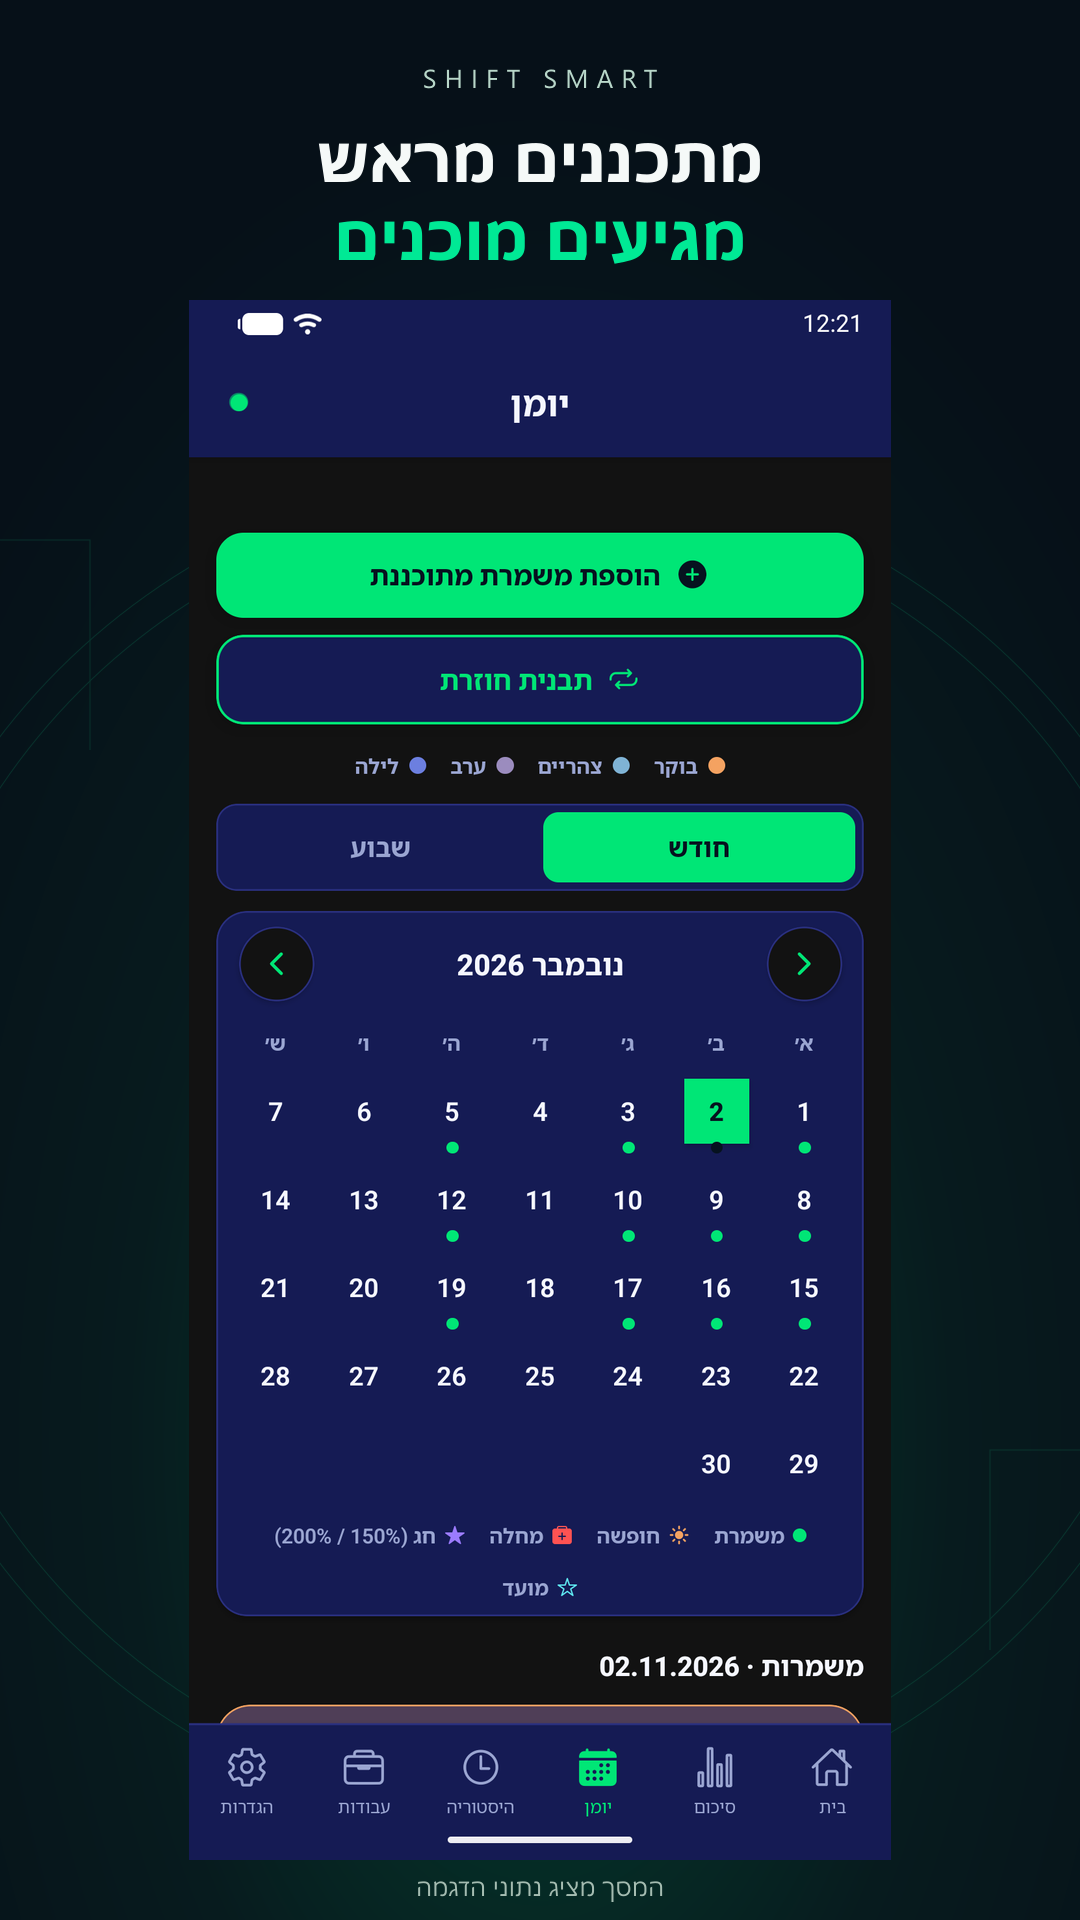 SHIFT SMART
מתכננים מראש
מגיעים מוכנים
12:21
יומן
הוספת משמרת מתוכננת
תבנית חוזרת
בוקר צהריים ערב לילה
חודש שבוע
נובמבר 2026
א׳ ב׳ ג׳ ד׳ ה׳ ו׳ ש׳
1 2 3 4 5 6 7
8 9 10 11 12 13 14
15 16 17 18 19 20 21
22 23 24 25 26 27 28
29 30
משמרת חופשה מחלה חג (150% / 200%)
מועד
משמרות · 02.11.2026
בית סיכום יומן היסטוריה עבודות הגדרות
המסך מציג נתוני הדגמה